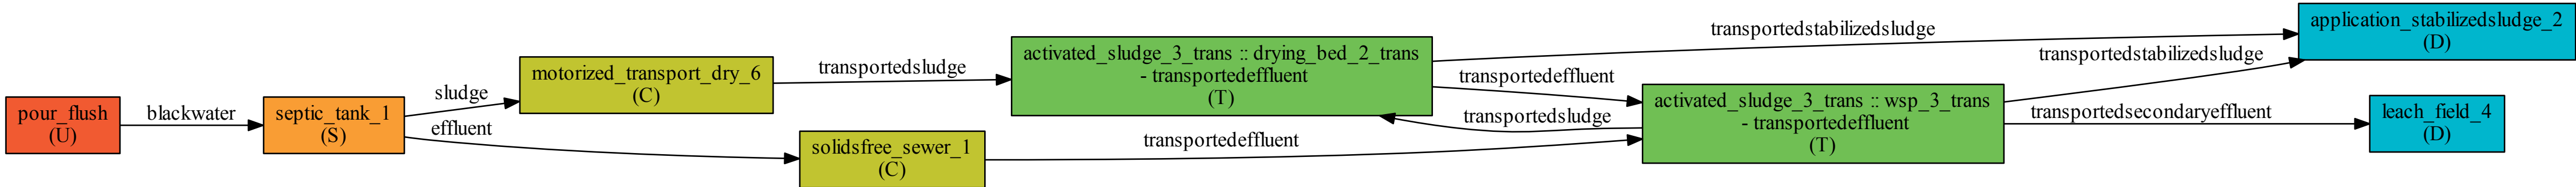 pour_flush
(U)
blackwater
septic_tank_1
(S)
sludge
effluent
motorized_transport_dry_6
(C)
solidsfree_sewer_1
(C)
transportedsludge
transportedeffluent
activated_sludge_3_trans :: drying_bed_2_trans
- transportedeffluent
(T)
transportedstabilizedsludge
transportedeffluent
transportedsludge
activated_sludge_3_trans :: wsp_3_trans
- transportedeffluent
(T)
transportedstabilizedsludge
transportedsecondaryeffluent
application_stabilizedsludge_2
(D)
leach_field_4
(D)